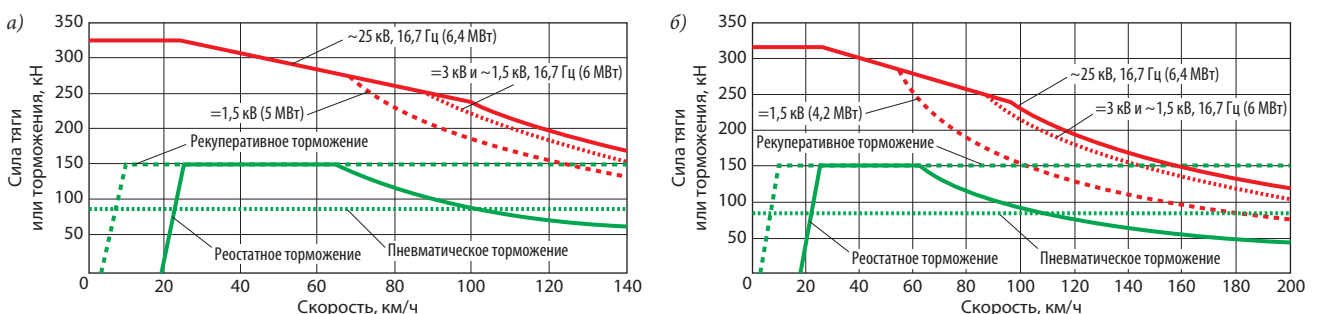 а)
Сила тяги
или торможения, кН
350
300
250
200
150
100
50
0
20
40
60
80
100
120
140
Скорость, км/ч
~25 кВ, 16,7 Гц (6,4 МВт)
=3 кВ и ~1,5 кВ, 16,7 Гц (6 МВт)
=1,5 кВ (5 МВт)
Рекуперативное торможение
Реостатное торможение
Пневматическое торможение
б)
Сила тяги
или торможения, кН
350
300
250
200
150
100
50
0
20
40
60
80
100
120
140
160
180
200
Скорость, км/ч
~25 кВ, 16,7 Гц (6,4 МВт)
=1,5 кВ (4,2 МВт)
=3 кВ и ~1,5 кВ, 16,7 Гц (6 МВт)
Рекуперативное торможение
Реостатное торможение
Пневматическое торможение